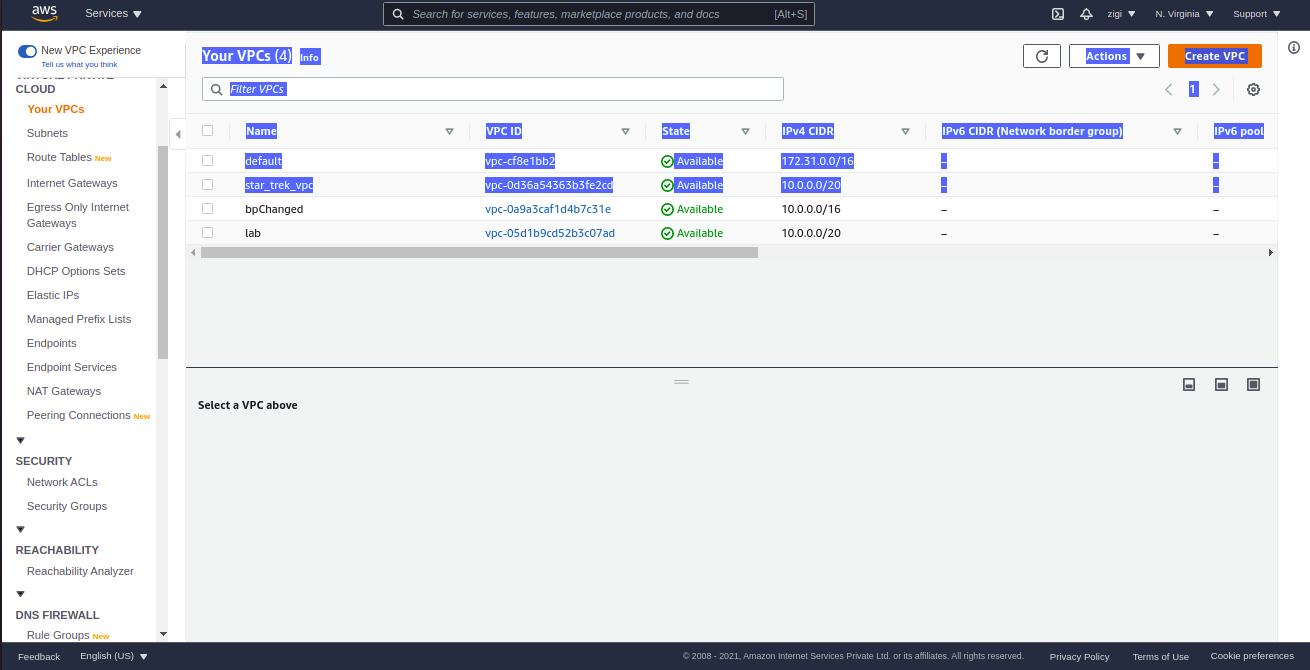 aws Services Search for services, features, marketplace products, and docs [Alt+S] zigi N. Virginia Support
New VPC Experience
Tell us what you think
CLOUD
Your VPCs
Subnets
Route Tables New
Internet Gateways
Egress Only Internet
Gateways
Carrier Gateways
DHCP Options Sets
Elastic IPs
Managed Prefix Lists
Endpoints
Endpoint Services
NAT Gateways
Peering Connections New
SECURITY
Network ACLs
Security Groups
REACHABILITY
Reachability Analyzer
DNS FIREWALL
Rule Groups New
Your VPCs (4) Info Actions Create VPC
Filter VPCs 1
Name VPC ID State IPv4 CIDR IPv6 CIDR (Network border group) IPv6 pool
default vpc-cf8e1bb2 Available 172.31.0.0/16 – –
star_trek_vpc vpc-0d36a54363b3fe2cd Available 10.0.0.0/20 – –
bpChanged vpc-0a9a3caf1d4b7c31e Available 10.0.0.0/16 – –
lab vpc-05d1b9cd52b3c07ad Available 10.0.0.0/20 – –
Select a VPC above
Feedback English (US) © 2008 - 2021, Amazon Internet Services Private Ltd. or its affiliates. All rights reserved. Privacy Policy Terms of Use Cookie preferences